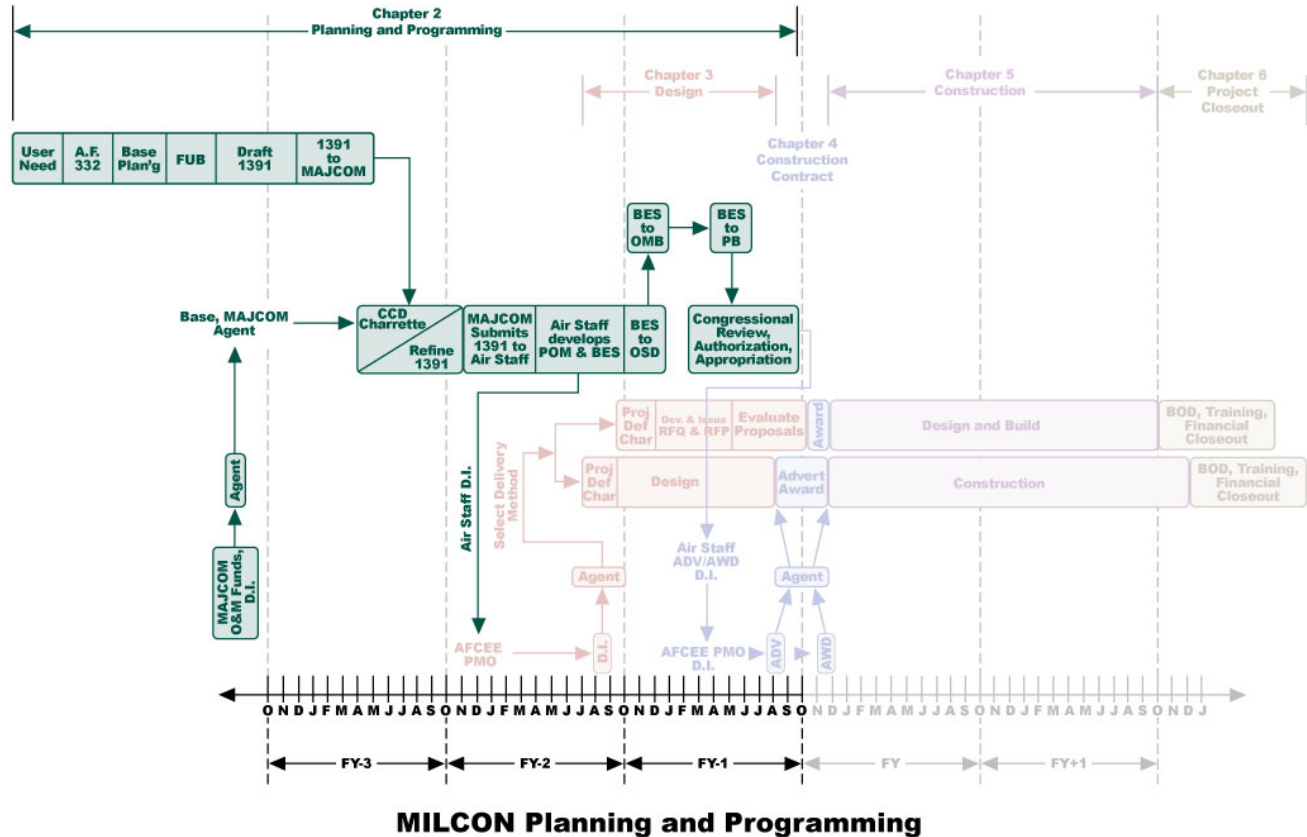 Chapter 2
Planning and Programming
Chapter 3
Design
Chapter 5
Construction
Chapter 6
Project
Closeout
Chapter 4
Construction
Contract
User
Need
A.F.
332
Base
Plan'g
FUB
Draft
1391
1391
to
MAJCOM
BES
to
OMB
BES
to
PB
Base, MAJCOM
Agent
CCD
Charrette
Refine
1391
MAJCOM
Submits
1391 to
Air Staff
Air Staff
develops
POM & BES
BES
to
OSD
Congressional
Review,
Authorization,
Appropriation
Proj
Def
Char
Dev. & Issue
RFQ & RFP
Evaluate
Proposals
Award
Design and Build
BOD, Training,
Financial
Closeout
Proj
Def
Char
Design
Advert
Award
Construction
BOD, Training,
Financial
Closeout
Agent
MAJCOM
O&M Funds,
D.I.
Air Staff D.I.
Select Delivery
Method
Agent
D.I.
AFCEE
PMO
Air Staff
ADV/AWD
D.I.
Agent
AFCEE PMO
D.I.
ADV
AWD
O N D J F M A M J J A S O N D J F M A M J J A S O N D J F M A M J J A S O N D J F M A M J J A S O N D J F M A M J J A S O N D J
FY-3
FY-2
FY-1
FY
FY+1
MILCON Planning and Programming